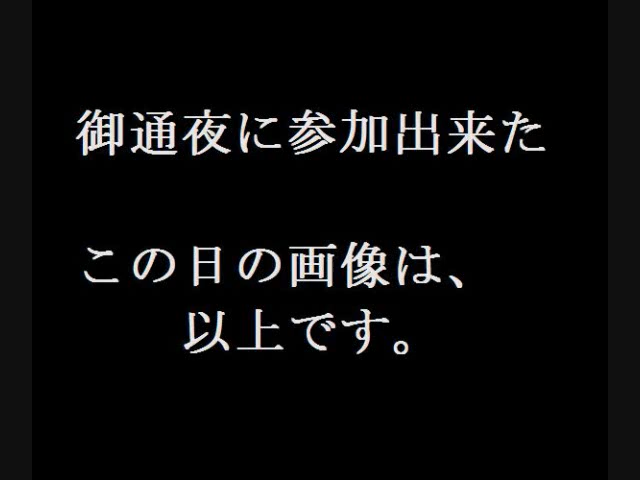 御通夜に参加出来た
この日の画像は、
以上です。